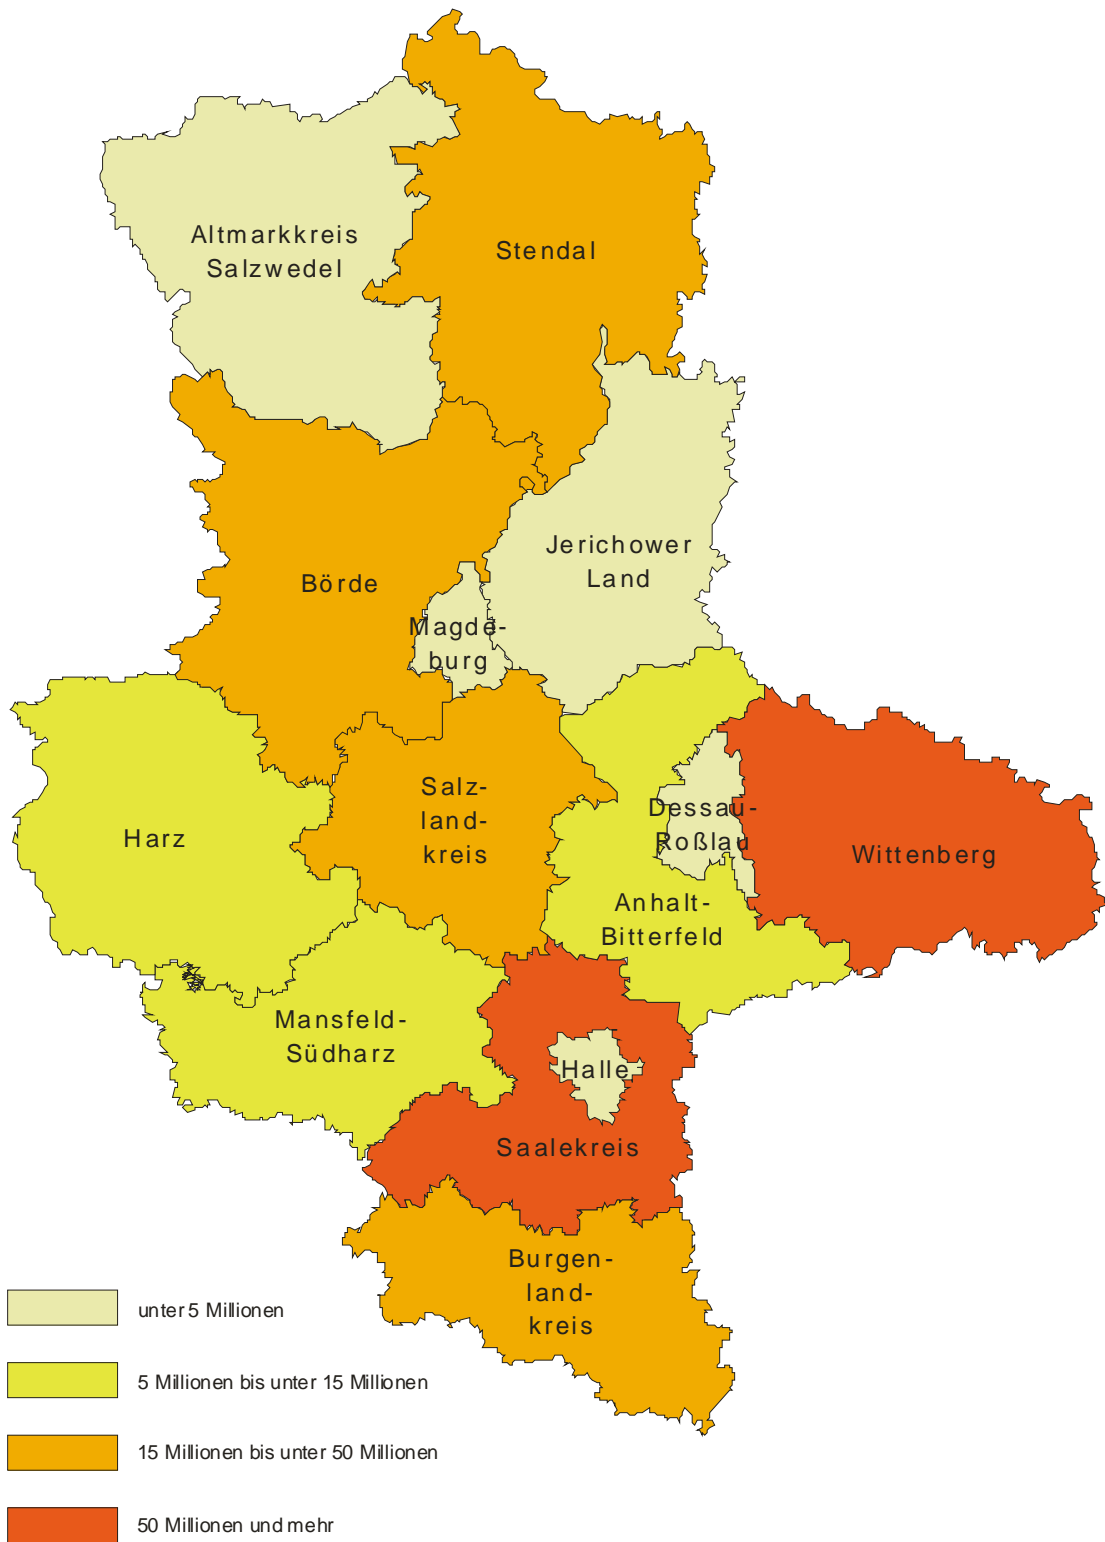 Altmarkkreis
Salzwedel
Stendal
Jerichower
Land
Börde
Magde-
burg
Salz-
land-
kreis
Harz
Dessau-
Roßlau
Wittenberg
Anhalt-
Bitterfeld
Mansfeld-
Südharz
Halle
Saalekreis
Burgen-
land-
kreis
unter 5 Millionen
5 Millionen bis unter 15 Millionen
15 Millionen bis unter 50 Millionen
50 Millionen und mehr